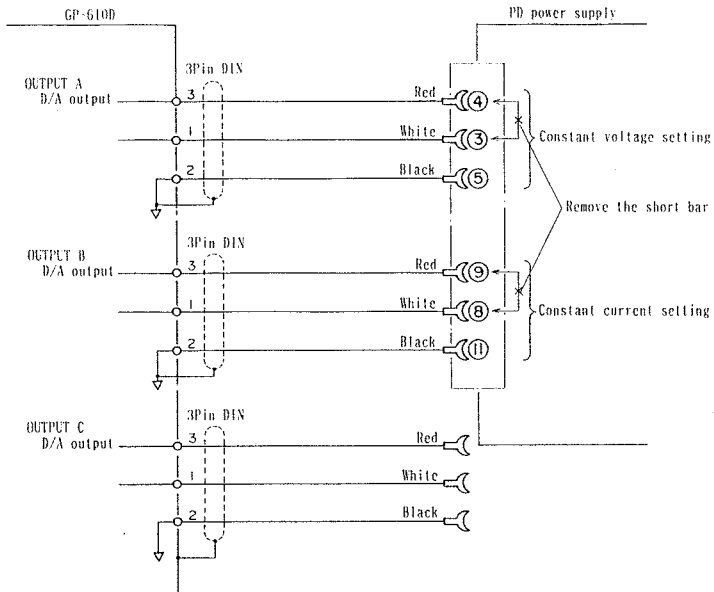 GP-610D
PD power supply
3Pin DIN
OUTPUT A
D/A output
3
Red
④
1
White
③
Constant voltage setting
2
Black
⑤
Remove the short bar
3Pin DIN
OUTPUT B
D/A output
3
Red
⑨
1
White
⑧
Constant current setting
2
Black
⑪
3Pin DIN
OUTPUT C
D/A output
3
Red
1
White
2
Black